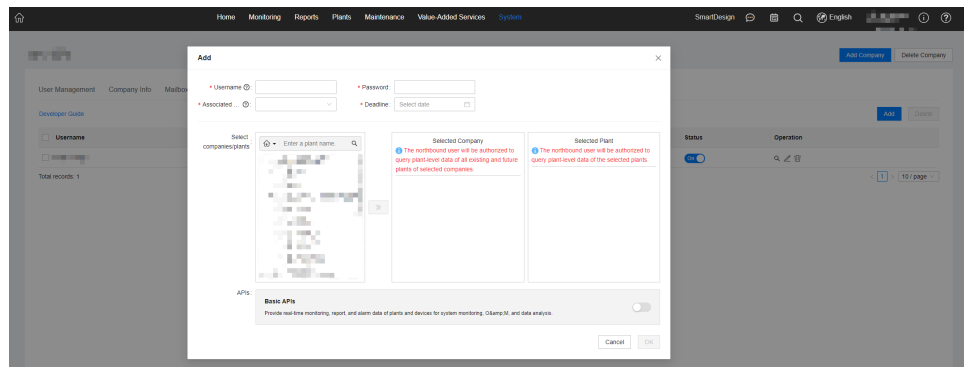 Home Monitoring Reports Plants Maintenance Value-Added Services System SmartDesign English
Add Company Delete Company
Add
User Management Company Info
* Username * Password
* Associated ... * Deadline: Select date
Developer Guide Add
Username Status Operation
Select companies/plants
Enter a plant name
Selected Company
The northbound user will be authorized to
query plant-level data of all existing and future
plants of selected companies.
Selected Plant
The northbound user will be authorized to
query plant-level data of the selected plants.
On
Total records: 1 1 10 / page
APIs:
Basic APIs
Provide real-time monitoring, report, and alarm data of plants and devices for system monitoring, O&amp;M, and data analysis.
Cancel OK